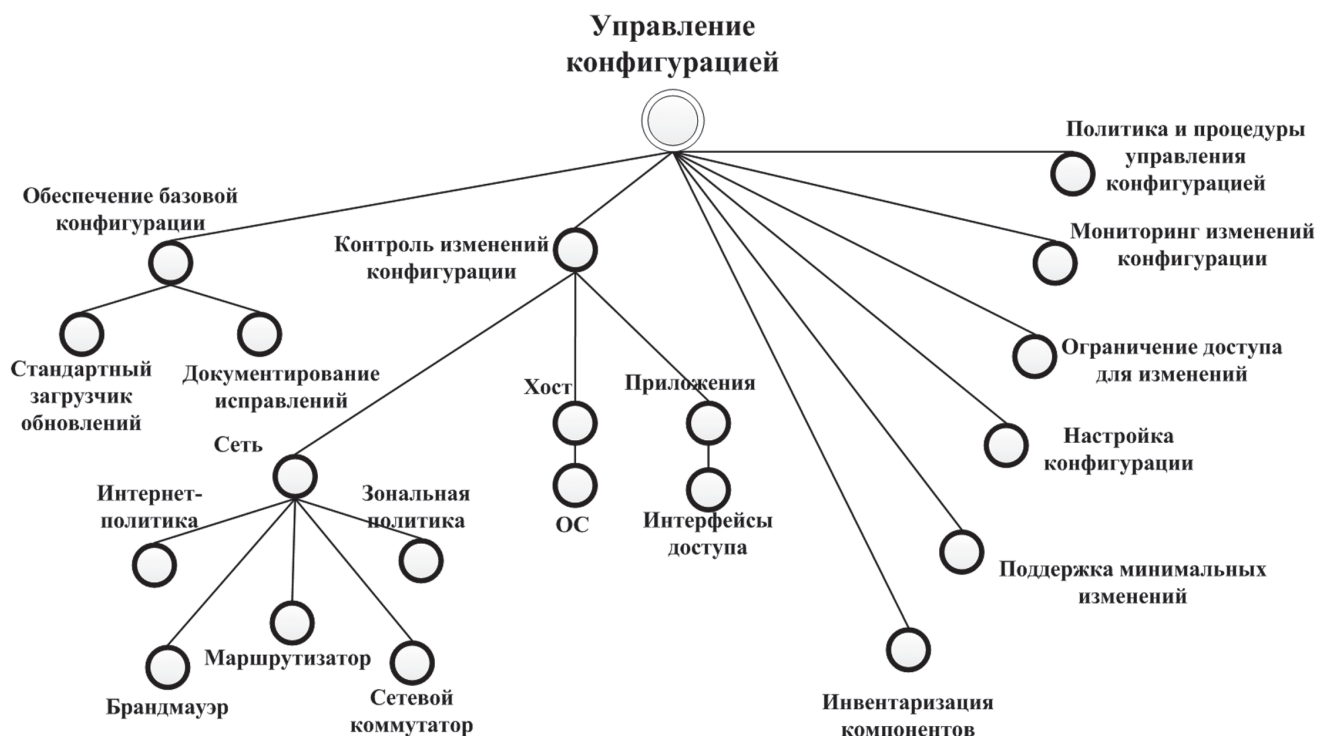 Управление
конфигурацией
Политика и процедуры
управления
конфигурацией
Обеспечение базовой
конфигурации
Контроль изменений
конфигурации
Мониторинг изменений
конфигурации
Стандартный
загрузчик
обновлений
Документирование
исправлений
Ограничение доступа
для изменений
Хост
Приложения
Сеть
Настройка
конфигурации
Интернет-
политика
Зональная
политика
ОС
Интерфейсы
доступа
Поддержка минимальных
изменений
Маршрутизатор
Брандмауэр
Сетевой
коммутатор
Инвентаризация
компонентов